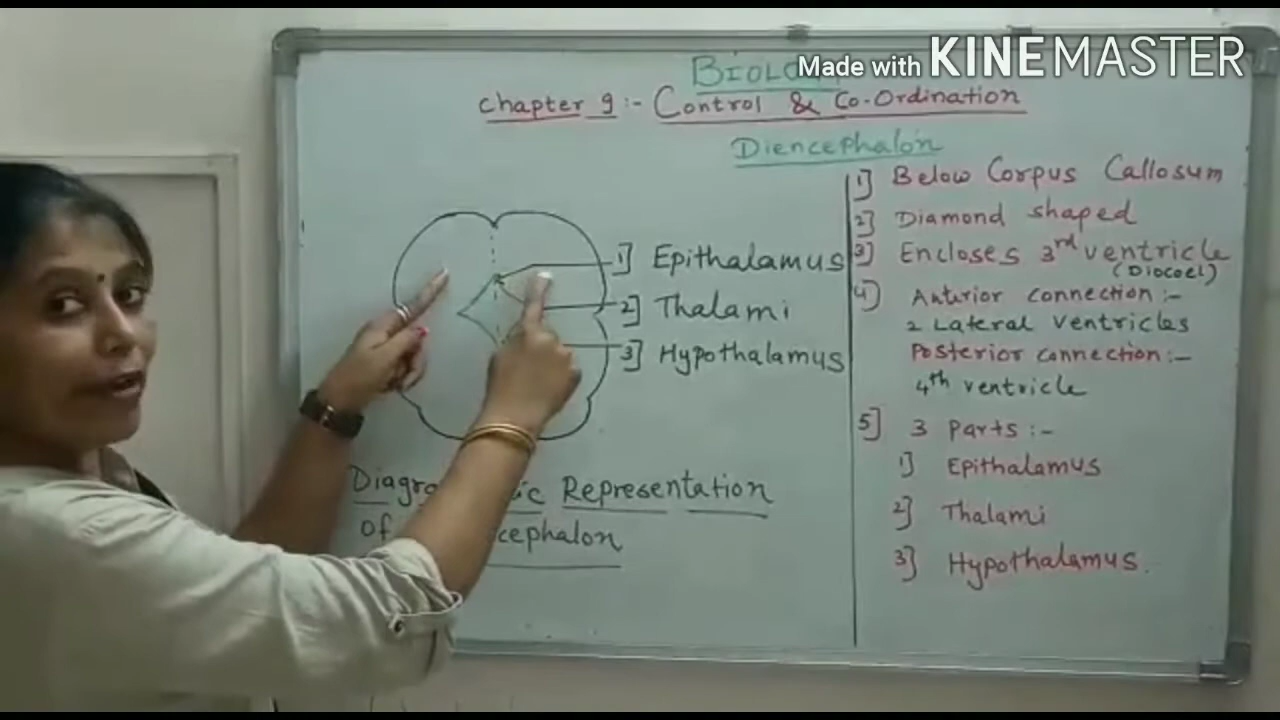 Made with KINEMASTER
Chapter 9:- Control & Co-Ordination
Diencephalon
1] Epithalamus
2] Thalami
3] Hypothalamus
Representation
Of
1] Below Corpus Callosum
2] Diamond shaped
3] Encloses 3rd ventricle
(Diocoel)
4] Anterior connection:-
2 Lateral Ventricles
Posterior connection:-
4th ventricle
5] 3 Parts:-
1] Epithalamus
2] Thalami
3] Hypothalamus.